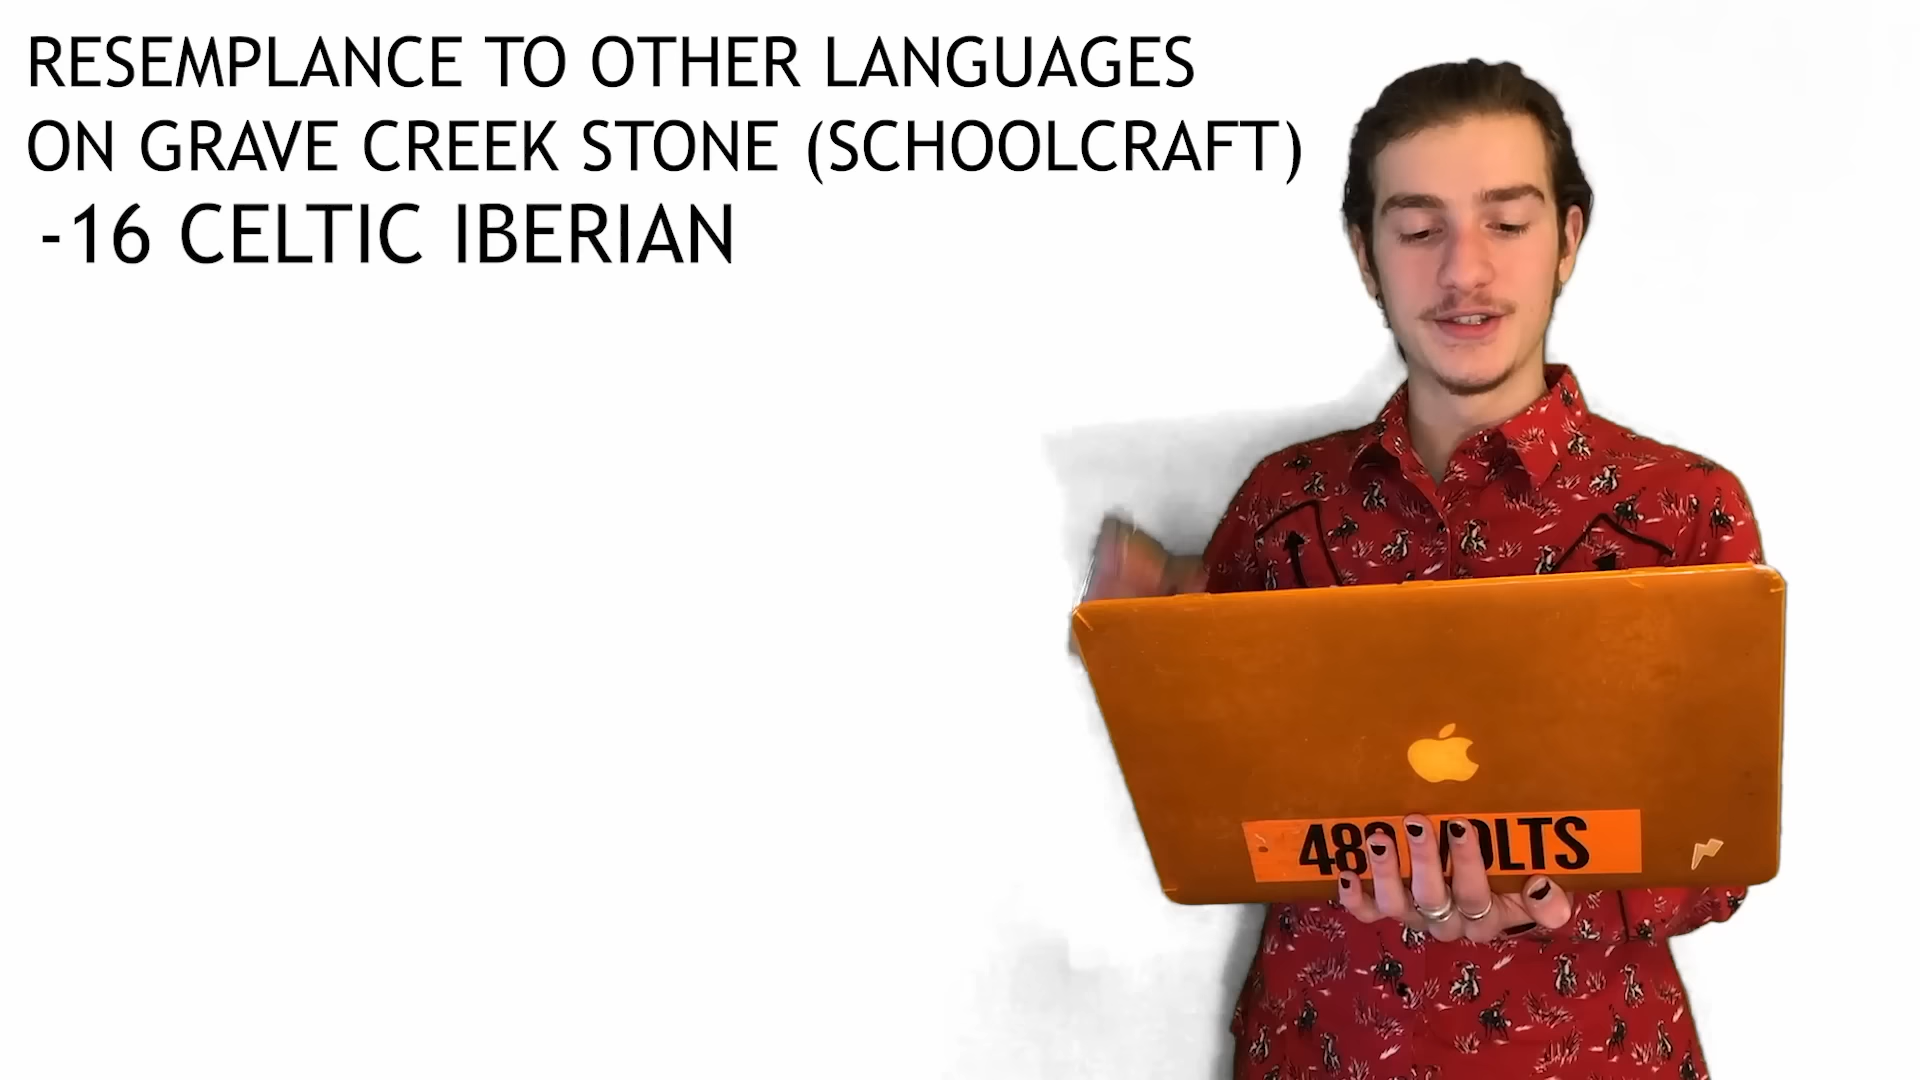 RESEMPLANCE TO OTHER LANGUAGES
ON GRAVE CREEK STONE (SCHOOLCRAFT)
-16 CELTIC IBERIAN